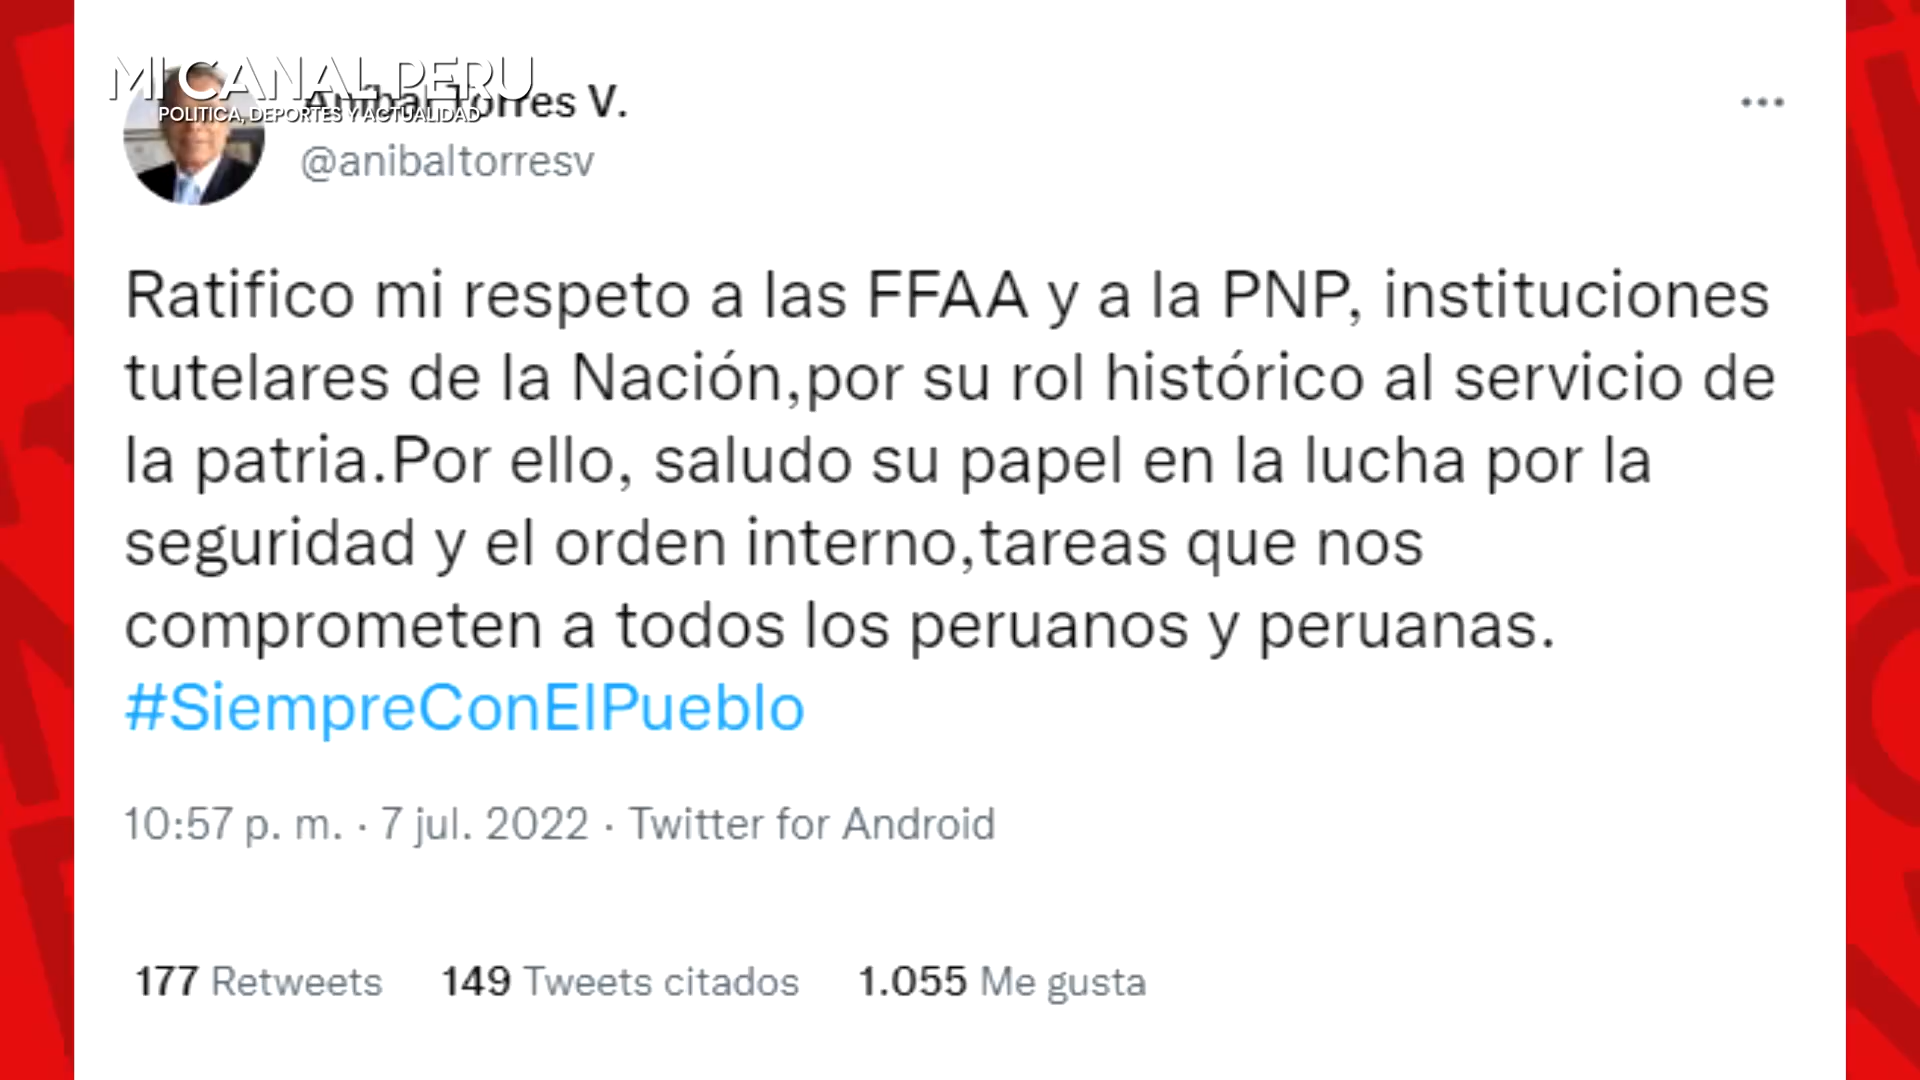 MI CANAL PERU
POLITICA, DEPORTES Y ACTUALIDAD
Aníbal Torres V.
@anibaltorresv
Ratifico mi respeto a las FFAA y a la PNP, instituciones
tutelares de la Nación,por su rol histórico al servicio de
la patria.Por ello, saludo su papel en la lucha por la
seguridad y el orden interno,tareas que nos
comprometen a todos los peruanos y peruanas.
#SiempreConElPueblo
10:57 p. m. · 7 jul. 2022 · Twitter for Android
177 Retweets 149 Tweets citados 1.055 Me gusta